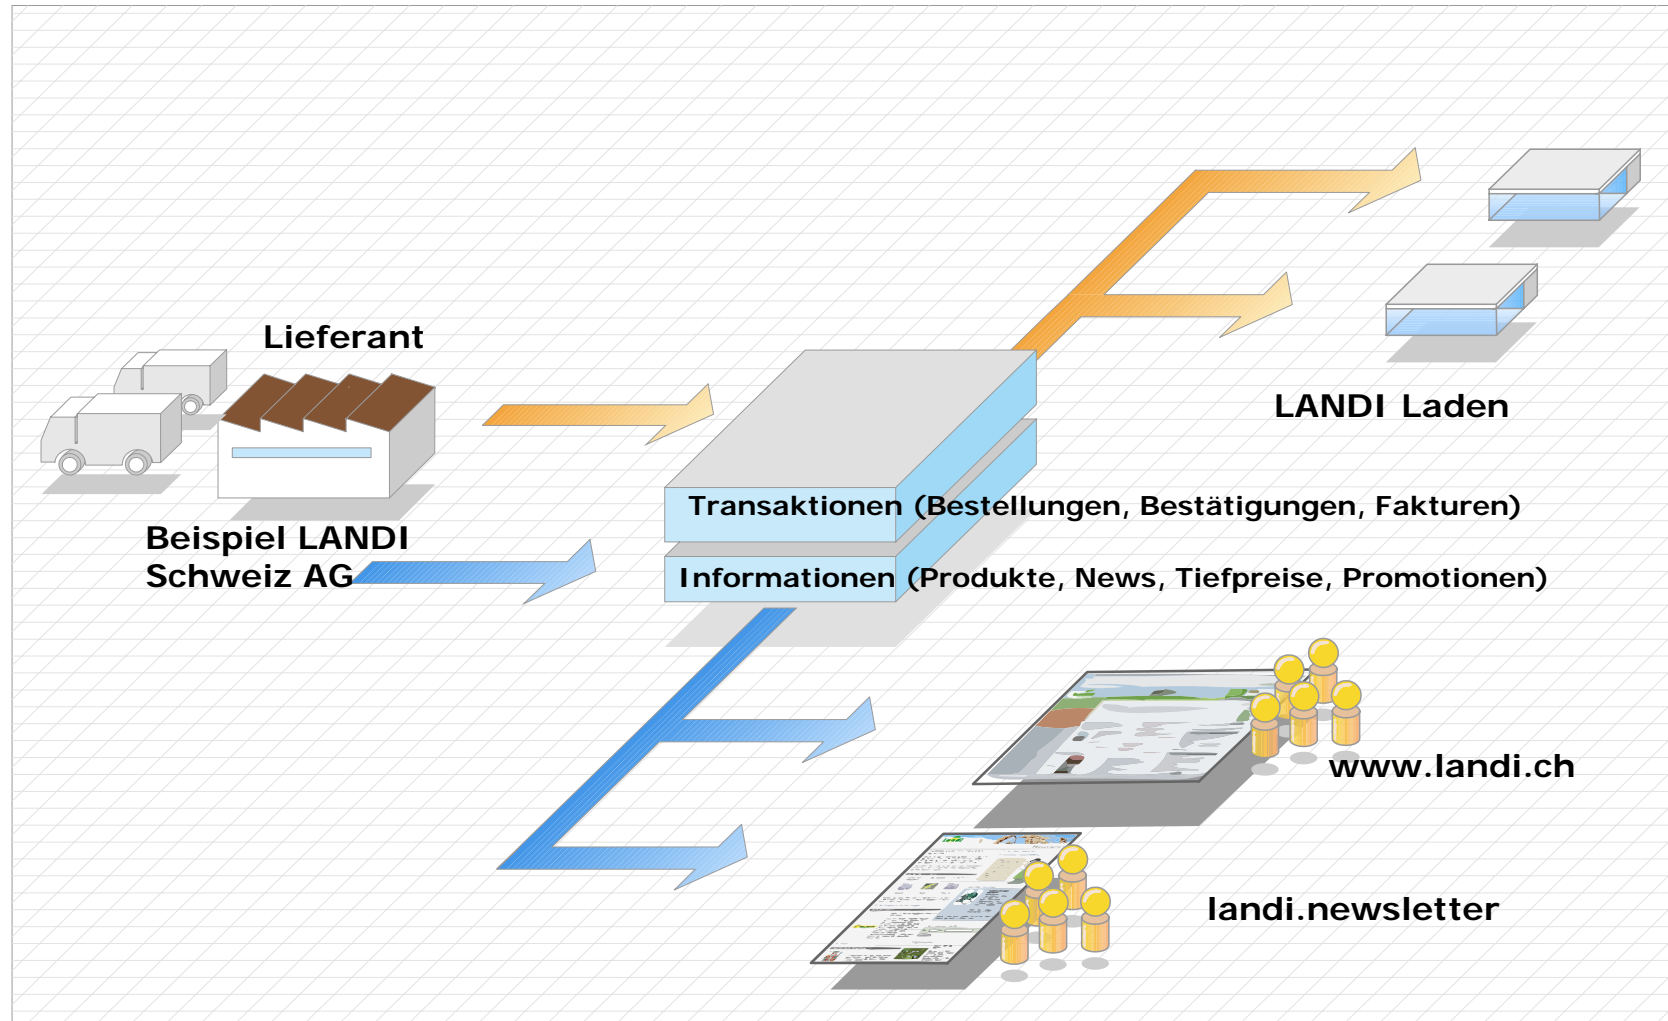 Lieferant
LANDI Laden
Transaktionen (Bestellungen, Bestätigungen, Fakturen)
Beispiel LANDI
Schweiz AG
Informationen (Produkte, News, Tiefpreise, Promotionen)
www.landi.ch
landi.newsletter